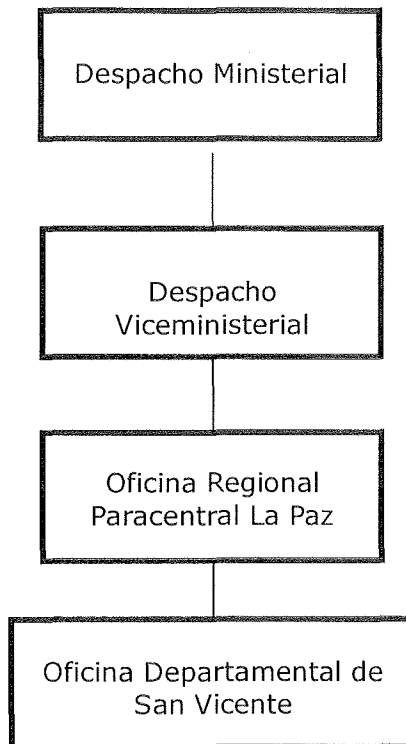 Despacho Ministerial
Despacho
Viceministerial
Oficina Regional
Paracentral La Paz
Oficina Departamental de
San Vicente